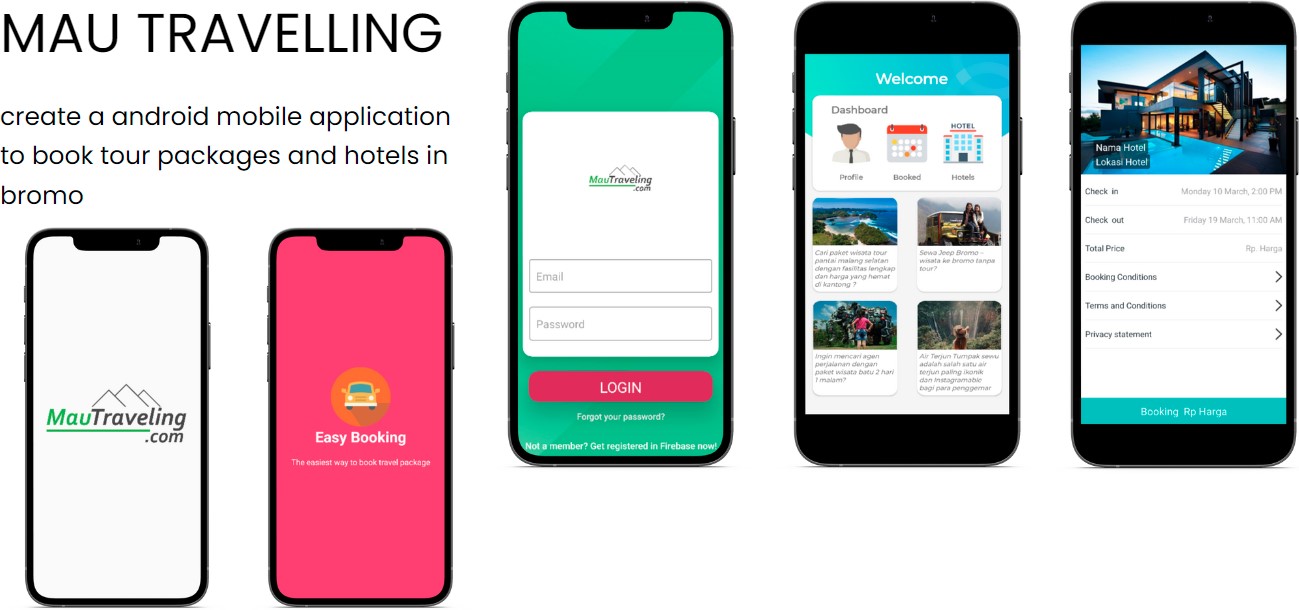 MAU TRAVELLING
create a android mobile application
to book tour packages and hotels in
bromo
MauTraveling
.com
Easy Booking
The easiest way to book travel package
MauTraveling
.com
Email
Password
LOGIN
Forgot your password?
Not a member? Get registered in Firebase now!
Welcome
Dashboard
HOTEL
Profile
Booked
Hotels
Cari paket wisata tour
pantai malang selatan
dengan fasilitas lengkap
dan harga yang hemat
di kantong ?
Sewa Jeep Bromo –
wisata ke bromo tanpa
tour?
Ingin mencari agen
perjalanan dengan
paket wisata batu 2 hari
1 malam?
Air Terjun Tumpak sewu
adalah salah satu air
terjun paling ikonik
dan Instagramable
bagi para penggemar
Nama Hotel
Lokasi Hotel
Check in Monday 10 March, 2:00 PM
Check out Friday 19 March, 11:00 AM
Total Price Rp. Harga
Booking Conditions
Terms and Conditions
Privacy statement
Booking Rp Harga